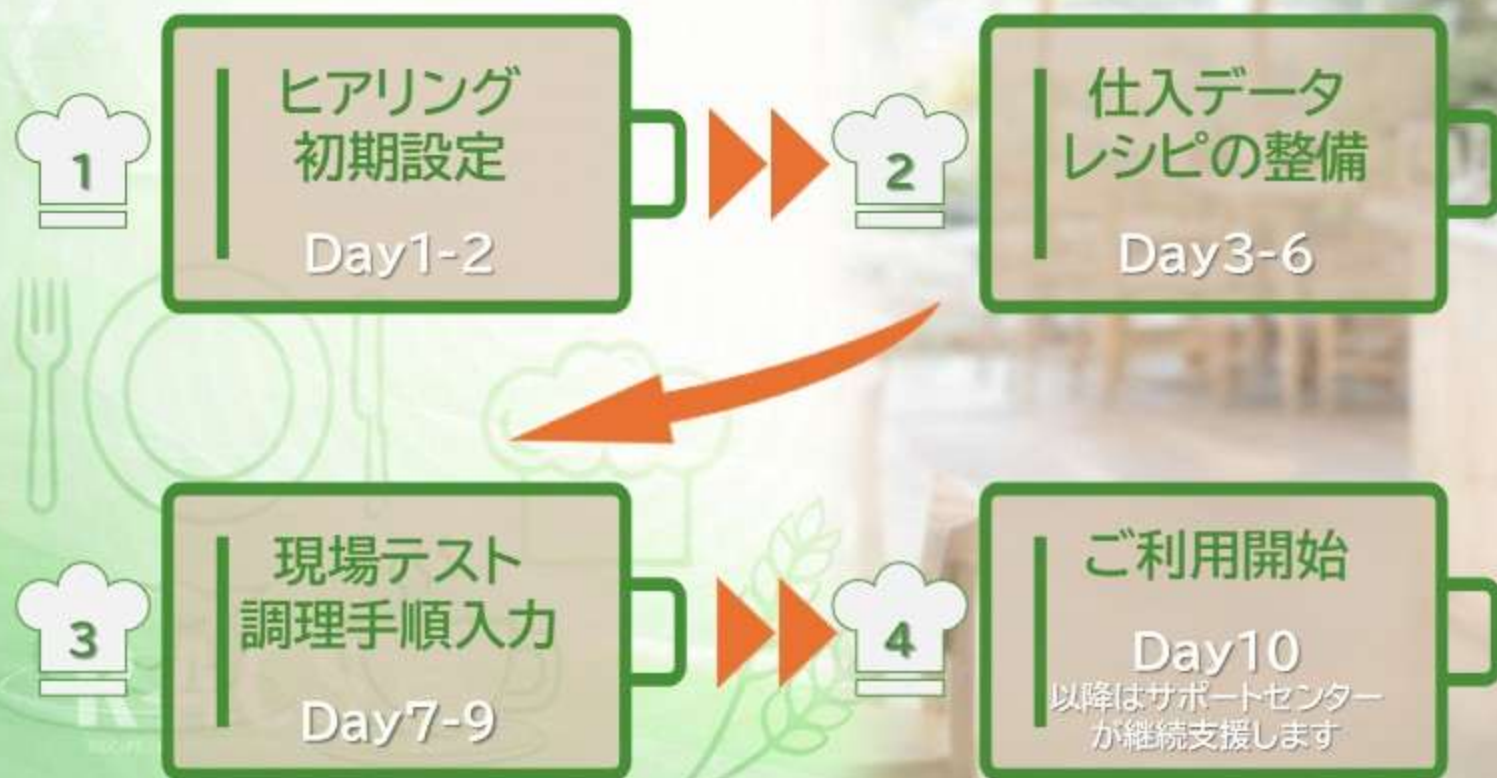 1
ヒアリング
初期設定
Day1-2
2
仕入データ
レシピの整備
Day3-6
3
現場テスト
調理手順入力
Day7-9
4
ご利用開始
Day10
以降はサポートセンター
が継続支援します